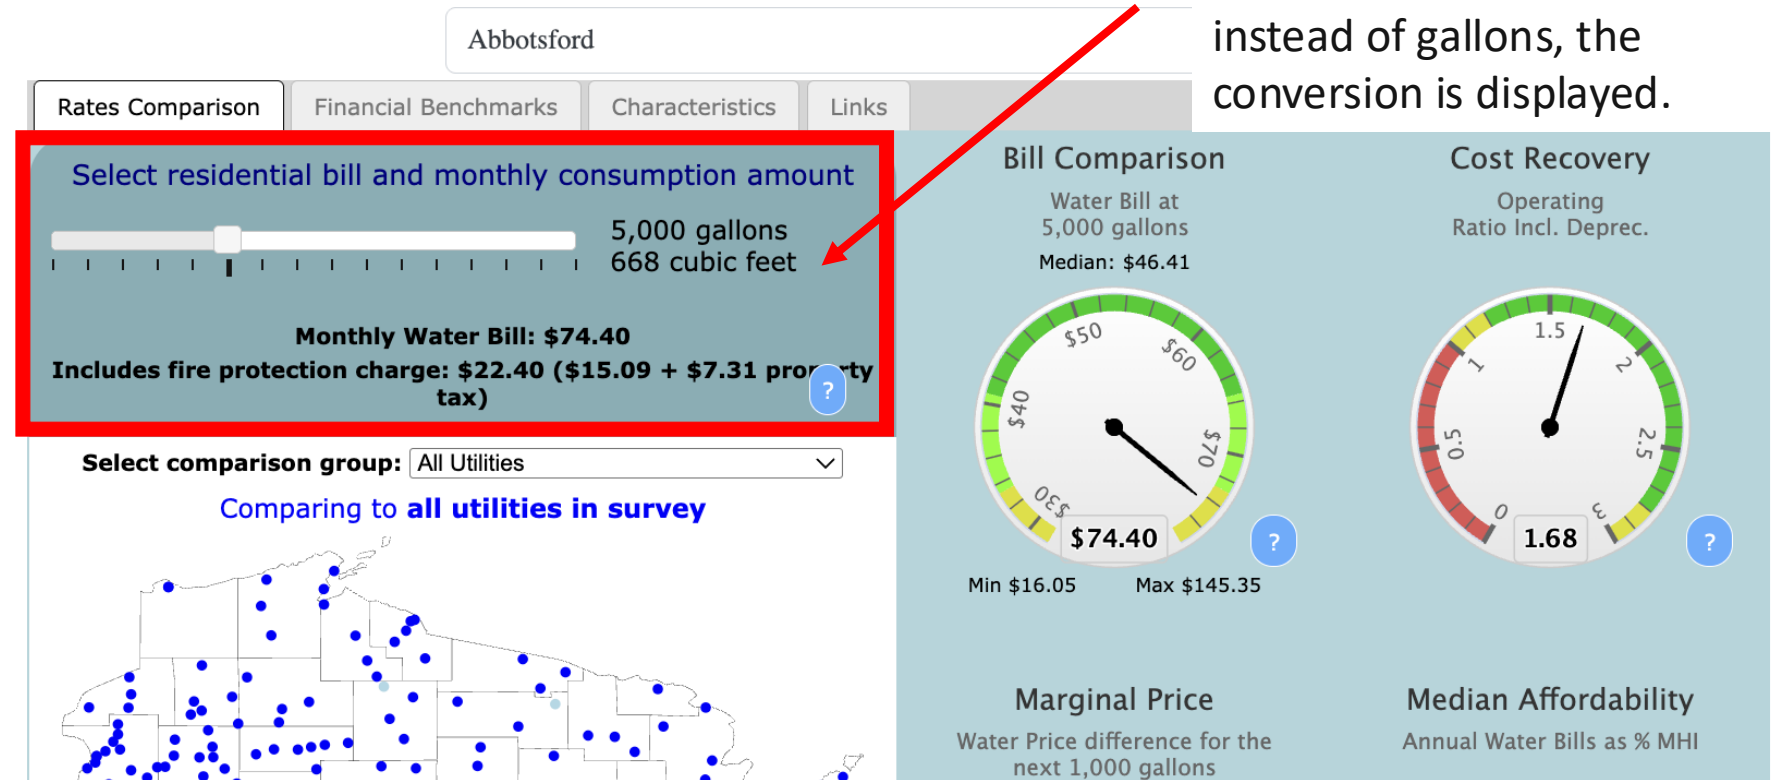 instead of gallons, the
conversion is displayed.
Abbotsford
Rates Comparison
Financial Benchmarks
Characteristics
Links
Select residential bill and monthly consumption amount
5,000 gallons
668 cubic feet
Monthly Water Bill: $74.40
Includes fire protection charge: $22.40 ($15.09 + $7.31 property
tax)
?
Select comparison group: All Utilities
Comparing to all utilities in survey
Bill Comparison
Water Bill at
5,000 gallons
Median: $46.41
$30
$40
$50
$60
$70
$74.40
?
Min $16.05
Max $145.35
Cost Recovery
Operating
Ratio Incl. Deprec.
0
0.5
1
1.5
2
2.5
3
1.68
?
Marginal Price
Water Price difference for the
next 1,000 gallons
Median Affordability
Annual Water Bills as % MHI